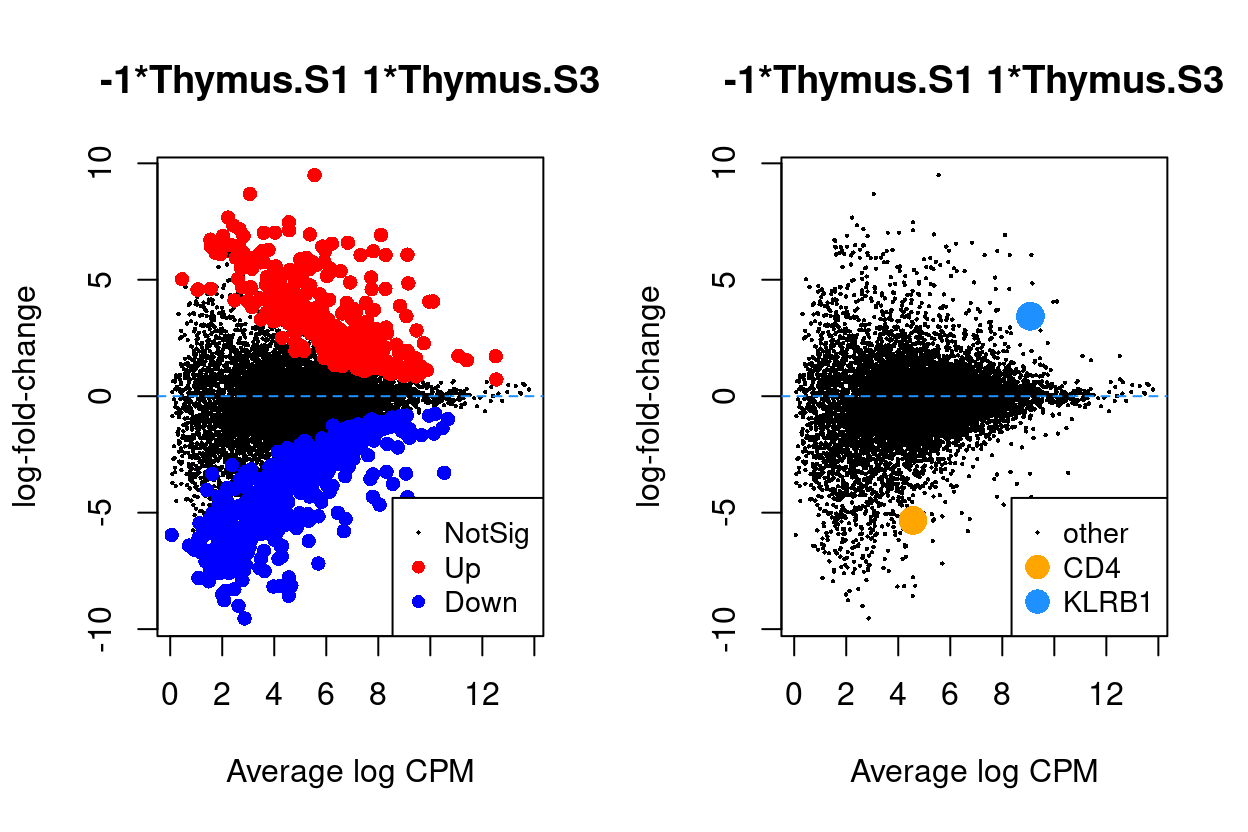 -1*Thymus.S1 1*Thymus.S3
10
5
0
-5
-10
log-fold-change
NotSig
Up
Down
0 2 4 6 8 12
Average log CPM
-1*Thymus.S1 1*Thymus.S3
10
5
0
-5
-10
log-fold-change
other
CD4
KLRB1
0 2 4 6 8 12
Average log CPM